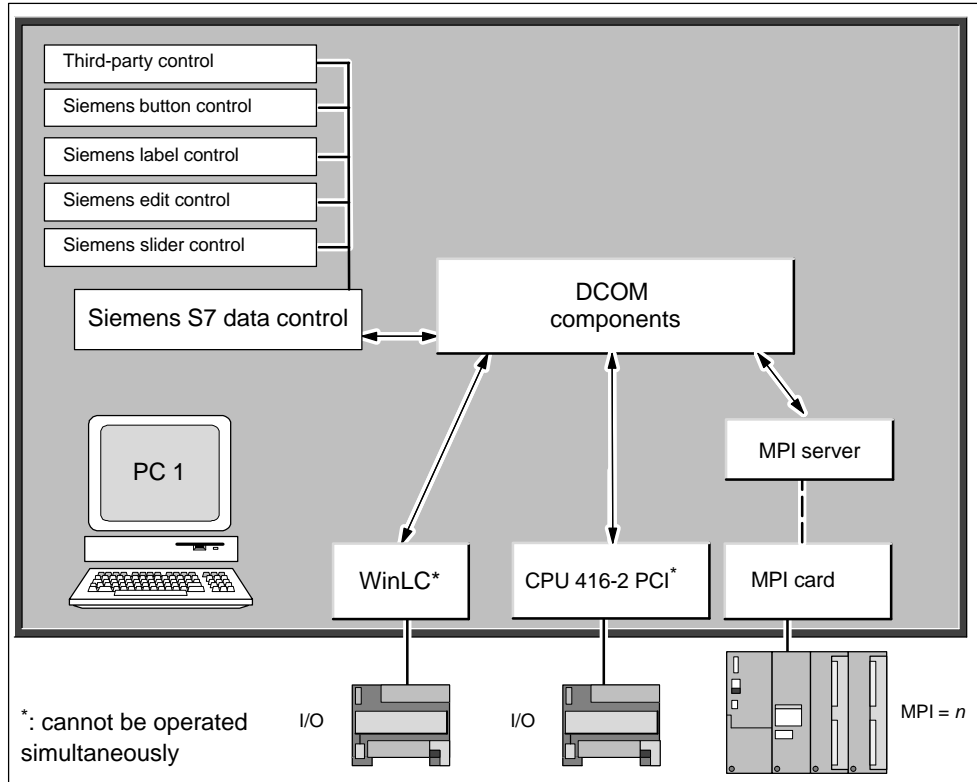 Third-party control
Siemens button control
Siemens label control
Siemens edit control
Siemens slider control
Siemens S7 data control
DCOM
components
PC 1
MPI server
WinLC*
CPU 416-2 PCI*
MPI card
*: cannot be operated
simultaneously
I/O
I/O
MPI = n